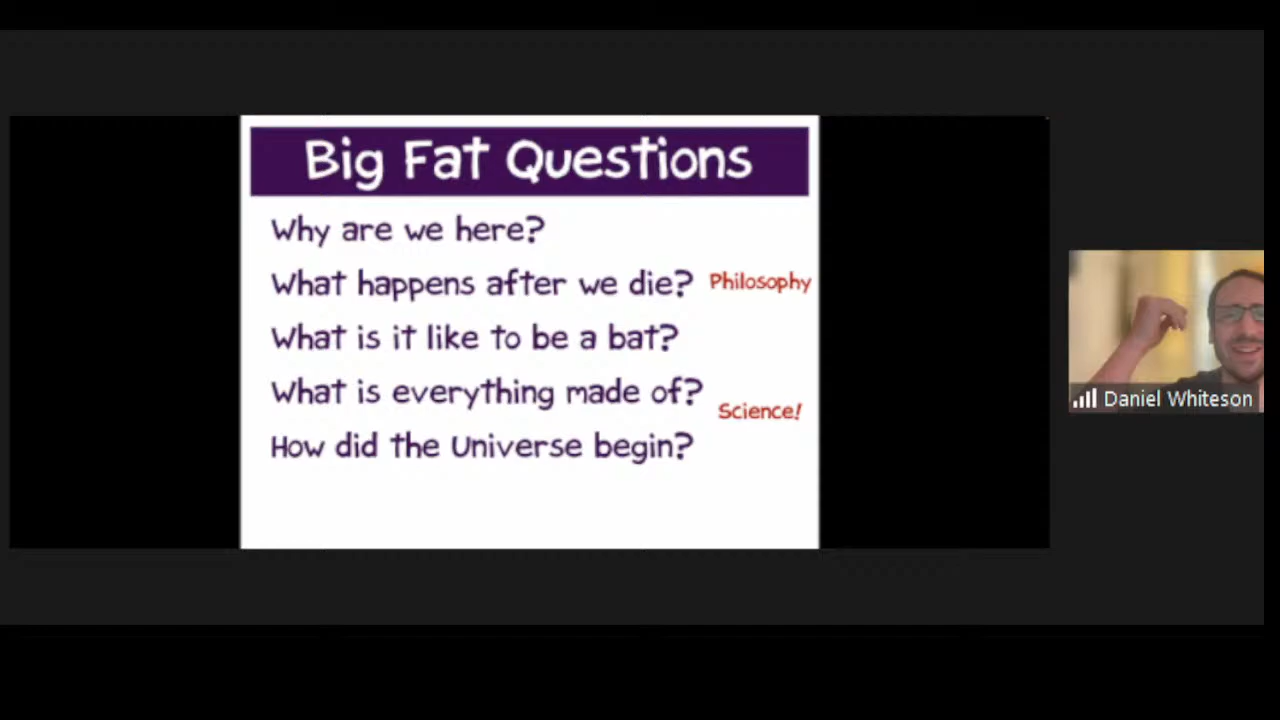 Big Fat Questions
Why are we here?
What happens after we die? Philosophy
What is it like to be a bat?
What is everything made of?
Science!
How did the Universe begin?
Daniel Whiteson